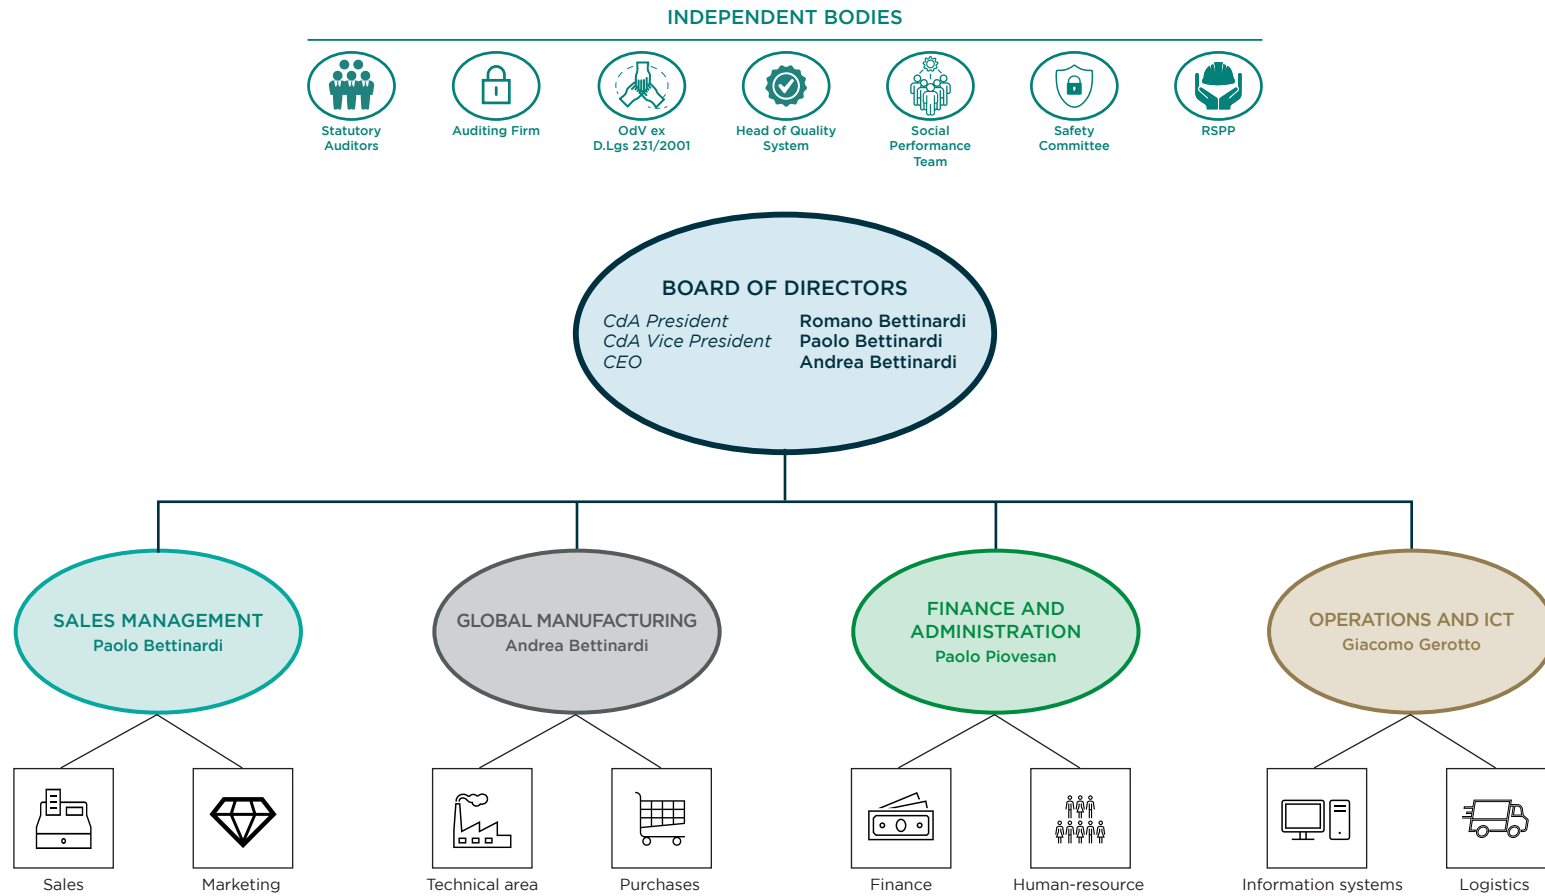 INDEPENDENT BODIES
Statutory
Auditors
Auditing Firm
OdV ex
D.Lgs 231/2001
Head of Quality
System
Social
Performance
Team
Safety
Committee
RSPP
BOARD OF DIRECTORS
CdA President Romano Bettinardi
CdA Vice President Paolo Bettinardi
CEO Andrea Bettinardi
SALES MANAGEMENT
Paolo Bettinardi
GLOBAL MANUFACTURING
Andrea Bettinardi
FINANCE AND
ADMINISTRATION
Paolo Piovesan
OPERATIONS AND ICT
Giacomo Gerotto
Sales
Marketing
Technical area
Purchases
Finance
Human-resource
Information systems
Logistics